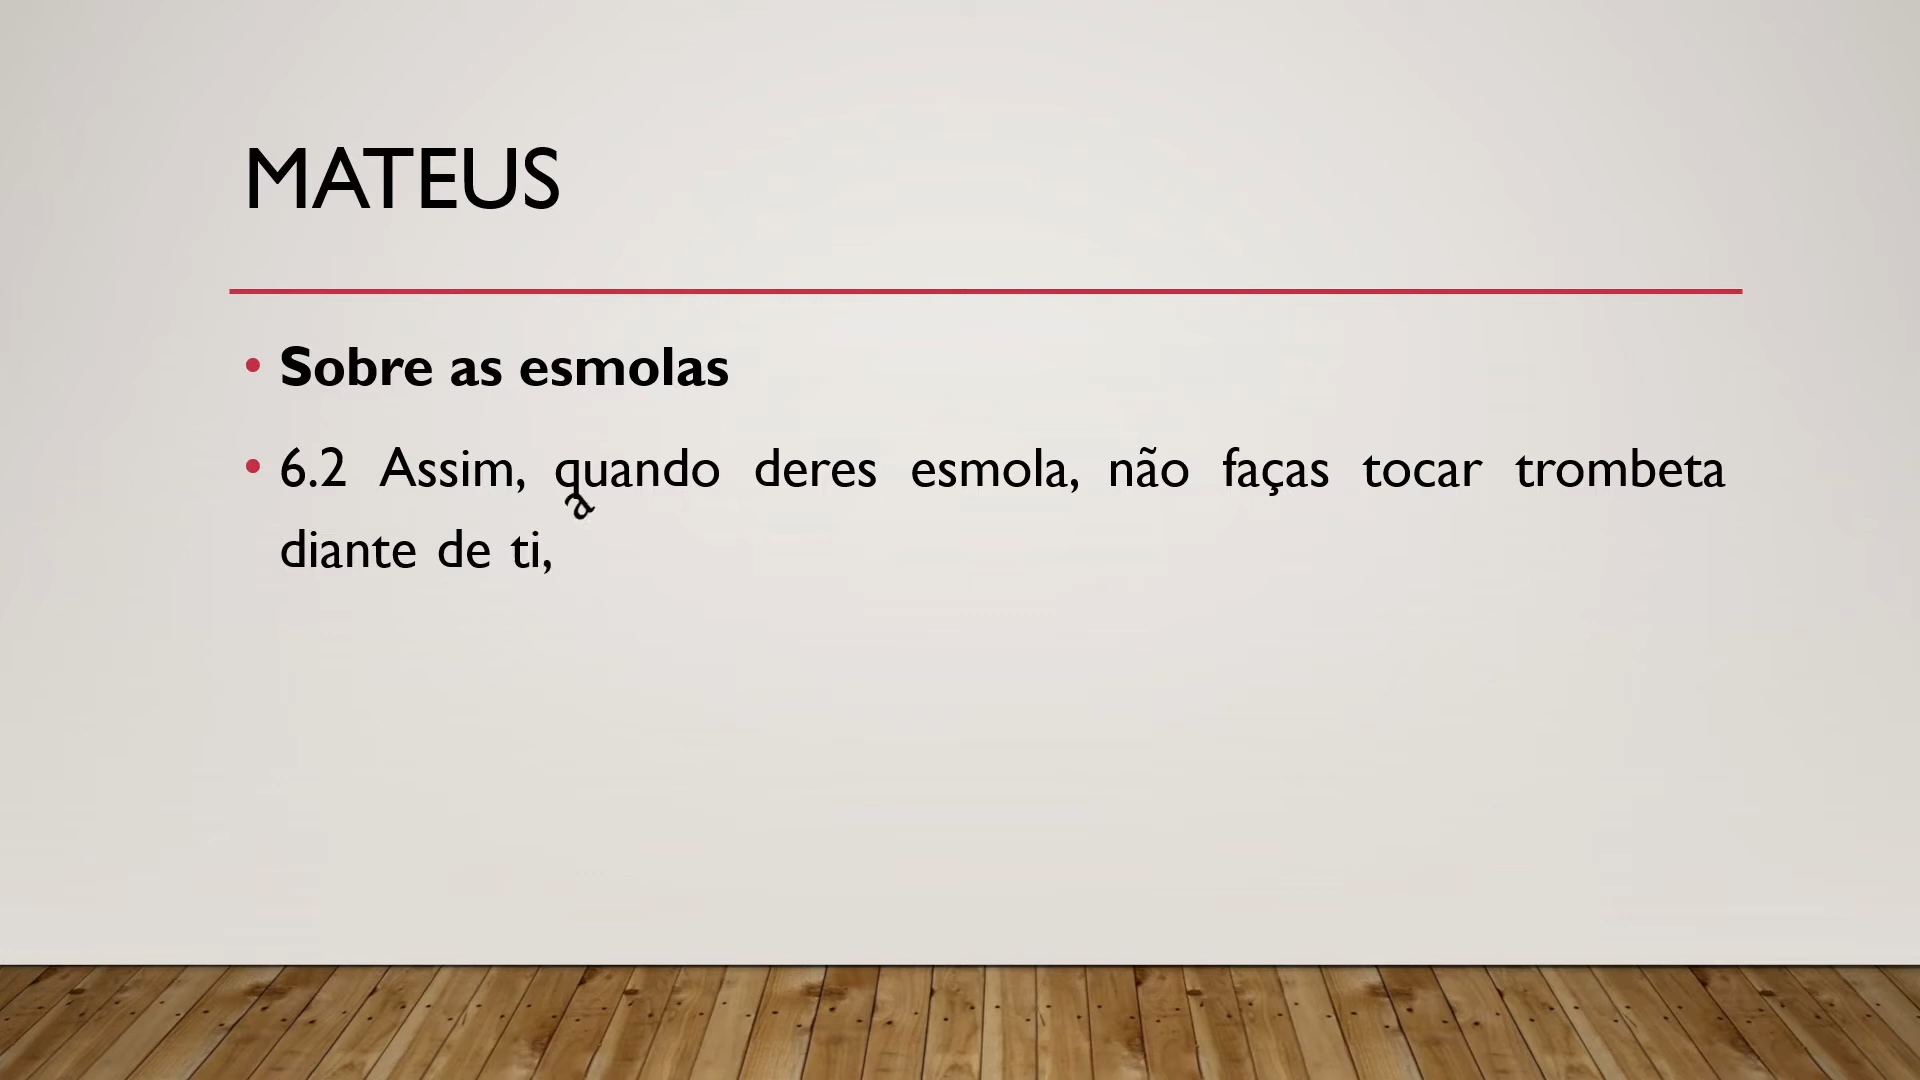 MATEUS
Sobre as esmolas
6.2 Assim, quando deres esmola, não faças tocar trombeta
a
diante de ti,